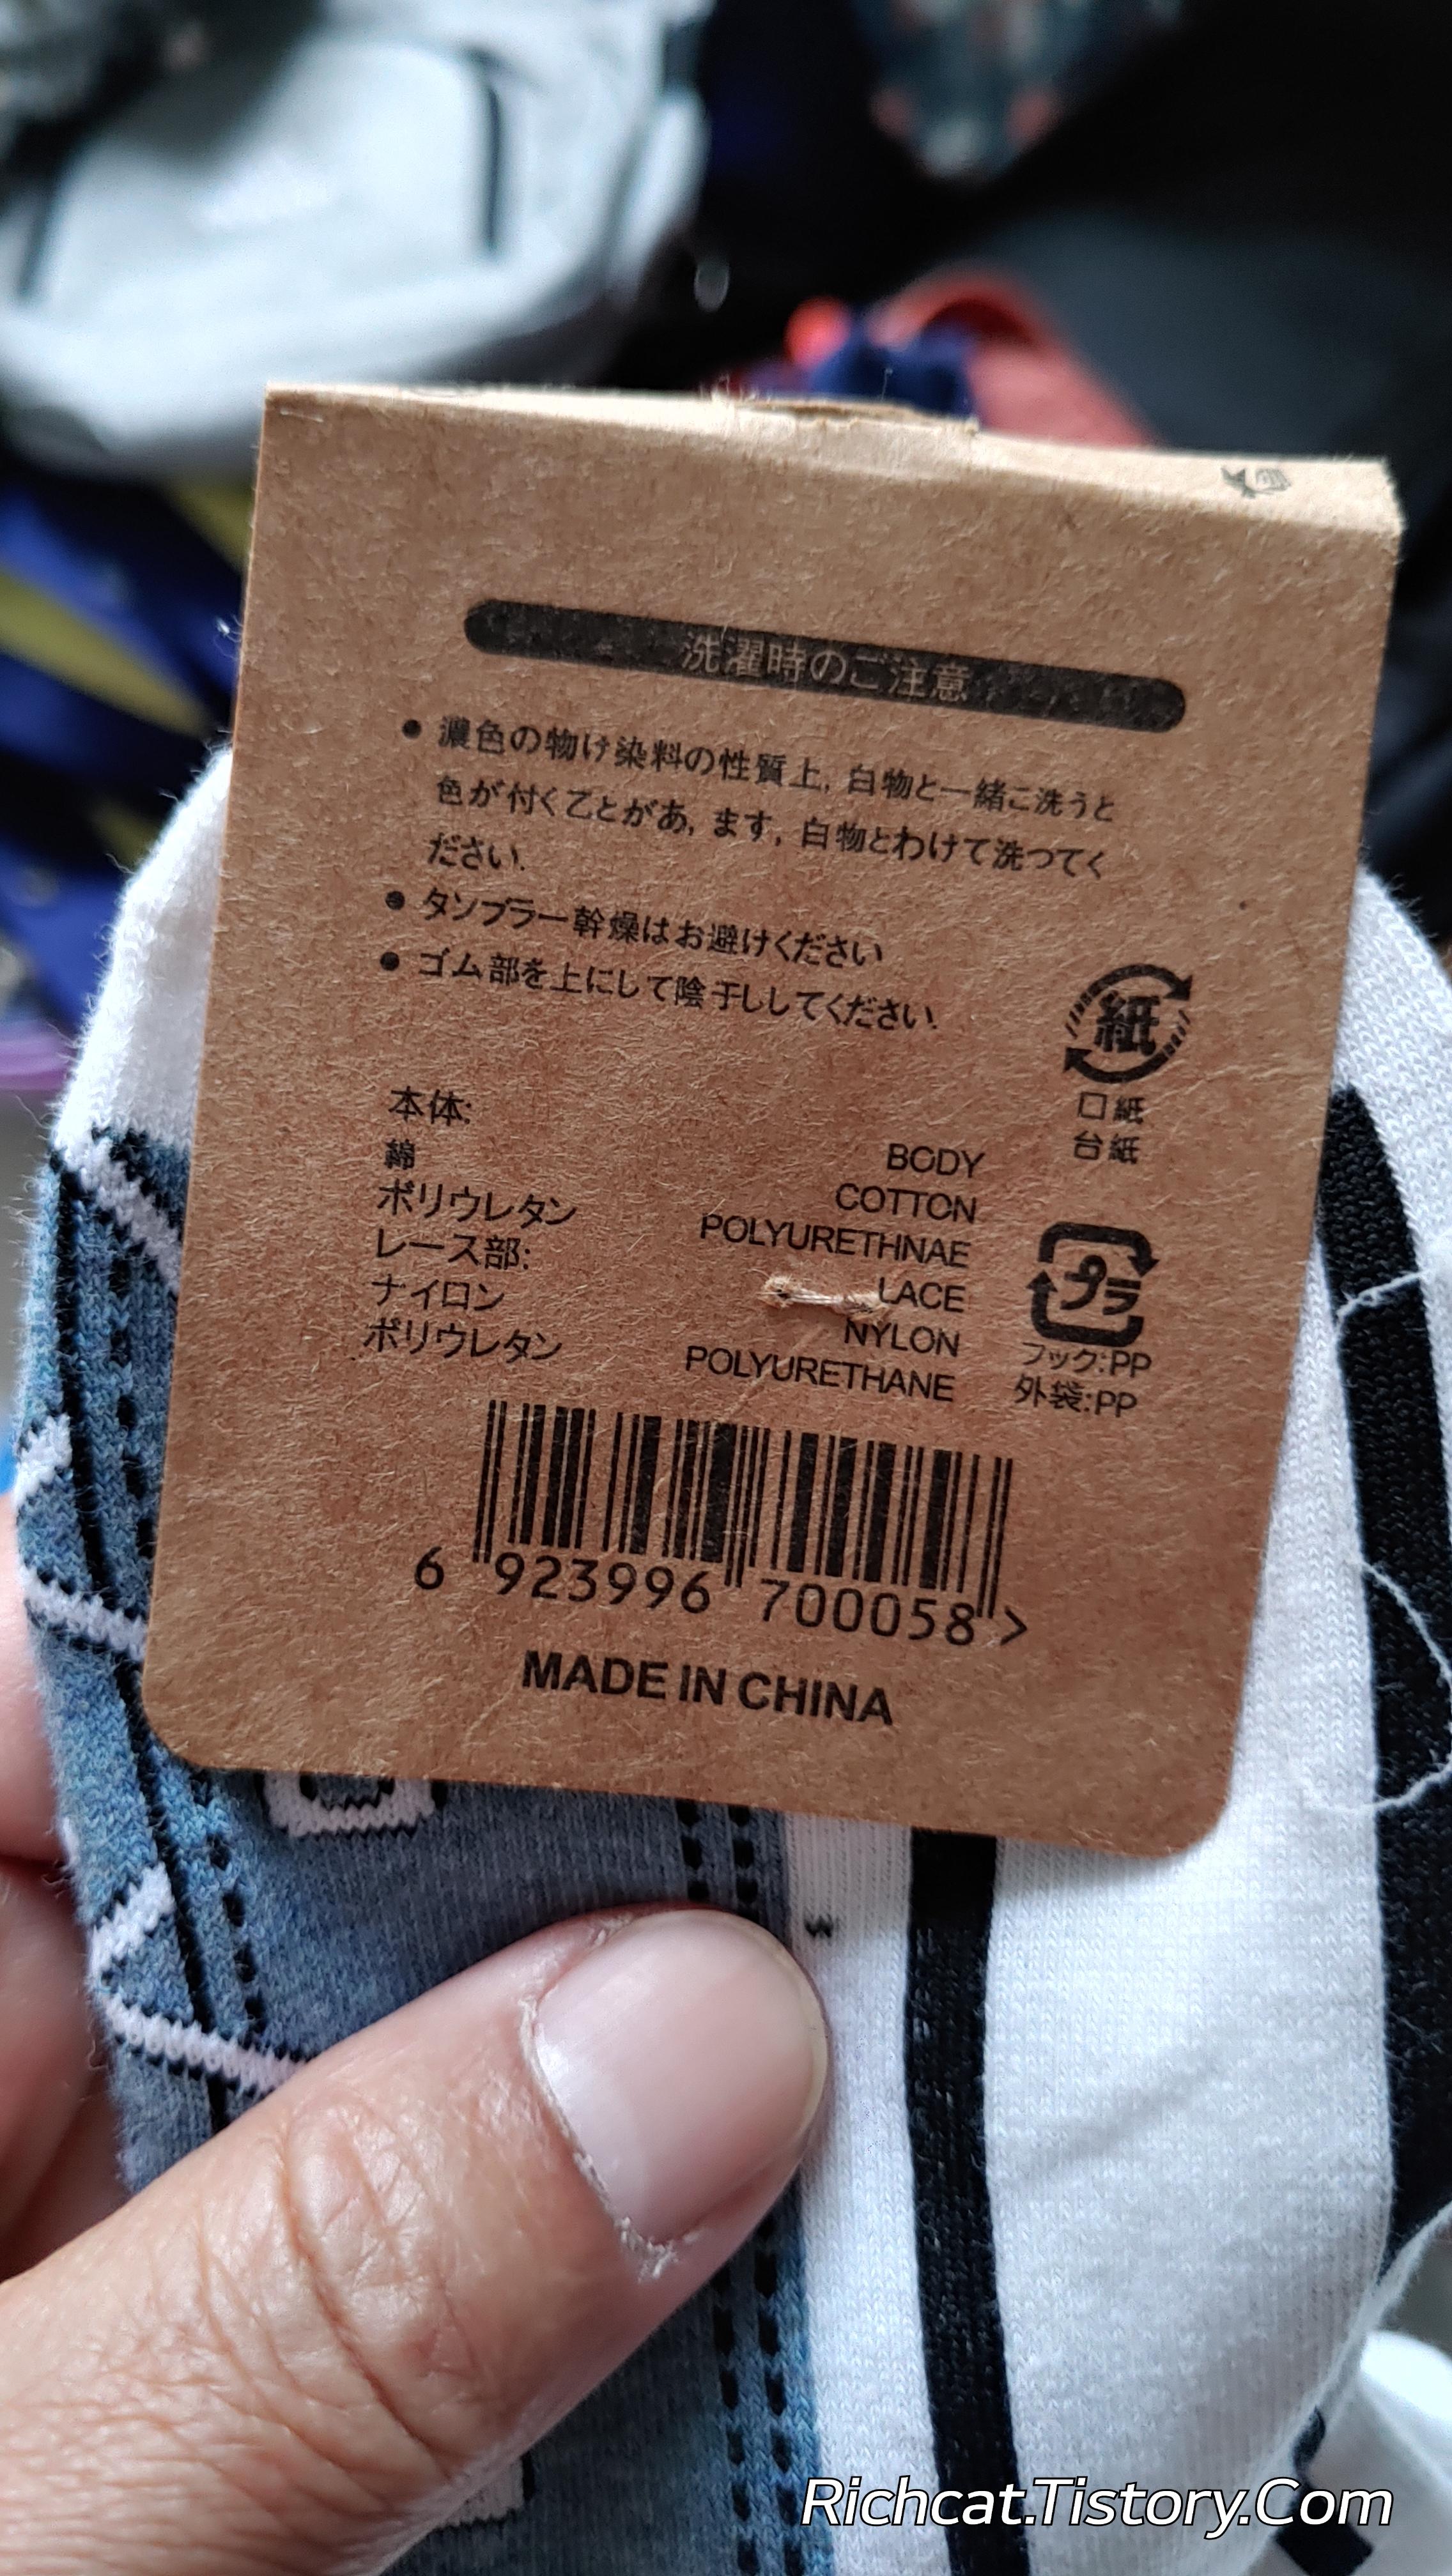 洗濯時のご注意
● 濃色の物け染料の性質上, 白物と一緒こ洗うと
色が付く乙とがあ, ます, 白物とわけて洗つてく
ださい.
● タンブラー幹燥はお避けください
● ゴム部を上にして陰于ししてください.
紙
口紙
台紙
本体:
綿
ボリウレタン
レース部:
ナイロン
ポリウレタン
BODY
COTTON
POLYURETHNAE
LACE
NYLON
POLYURETHANE
プラ
フック:PP
外袋:PP
6 923996 700058 >
MADE IN CHINA
Richcat.Tistory.Com